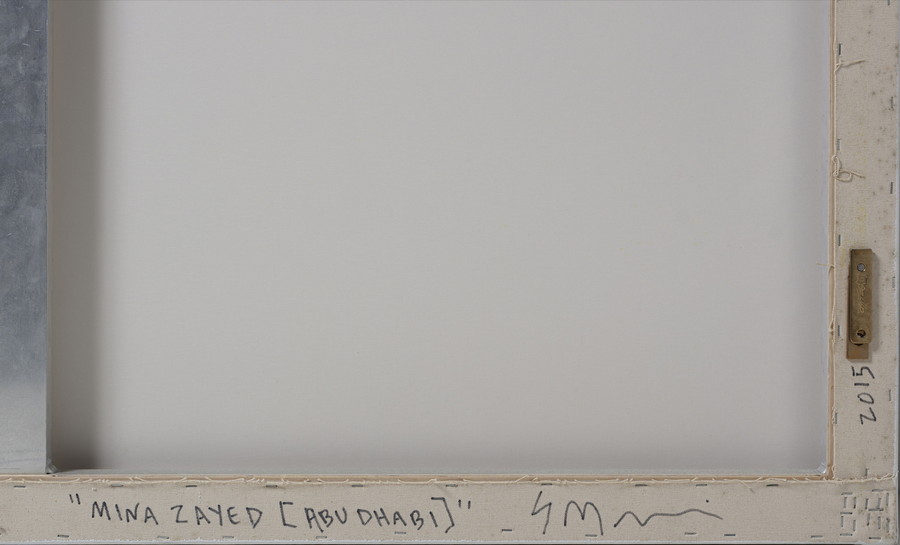 "MINA ZAYED [ABU DHABI]"
2015